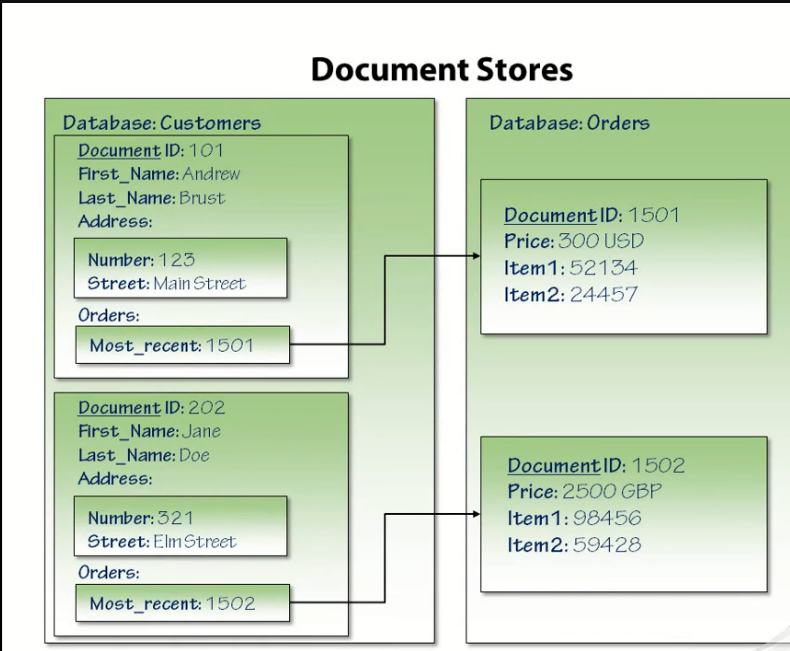 Document Stores
Database: Customers
Document ID: 101
First_Name: Andrew
Last_Name: Brust
Address:
Number: 123
Street: Main Street
Orders:
Most_recent: 1501
Document ID: 202
First_Name: Jane
Last_Name: Doe
Address:
Number: 321
Street: Elm Street
Orders:
Most_recent: 1502
Database: Orders
Document ID: 1501
Price: 300 USD
Item1: 52134
Item2: 24457
Document ID: 1502
Price: 2500 GBP
Item1: 98456
Item2: 59428